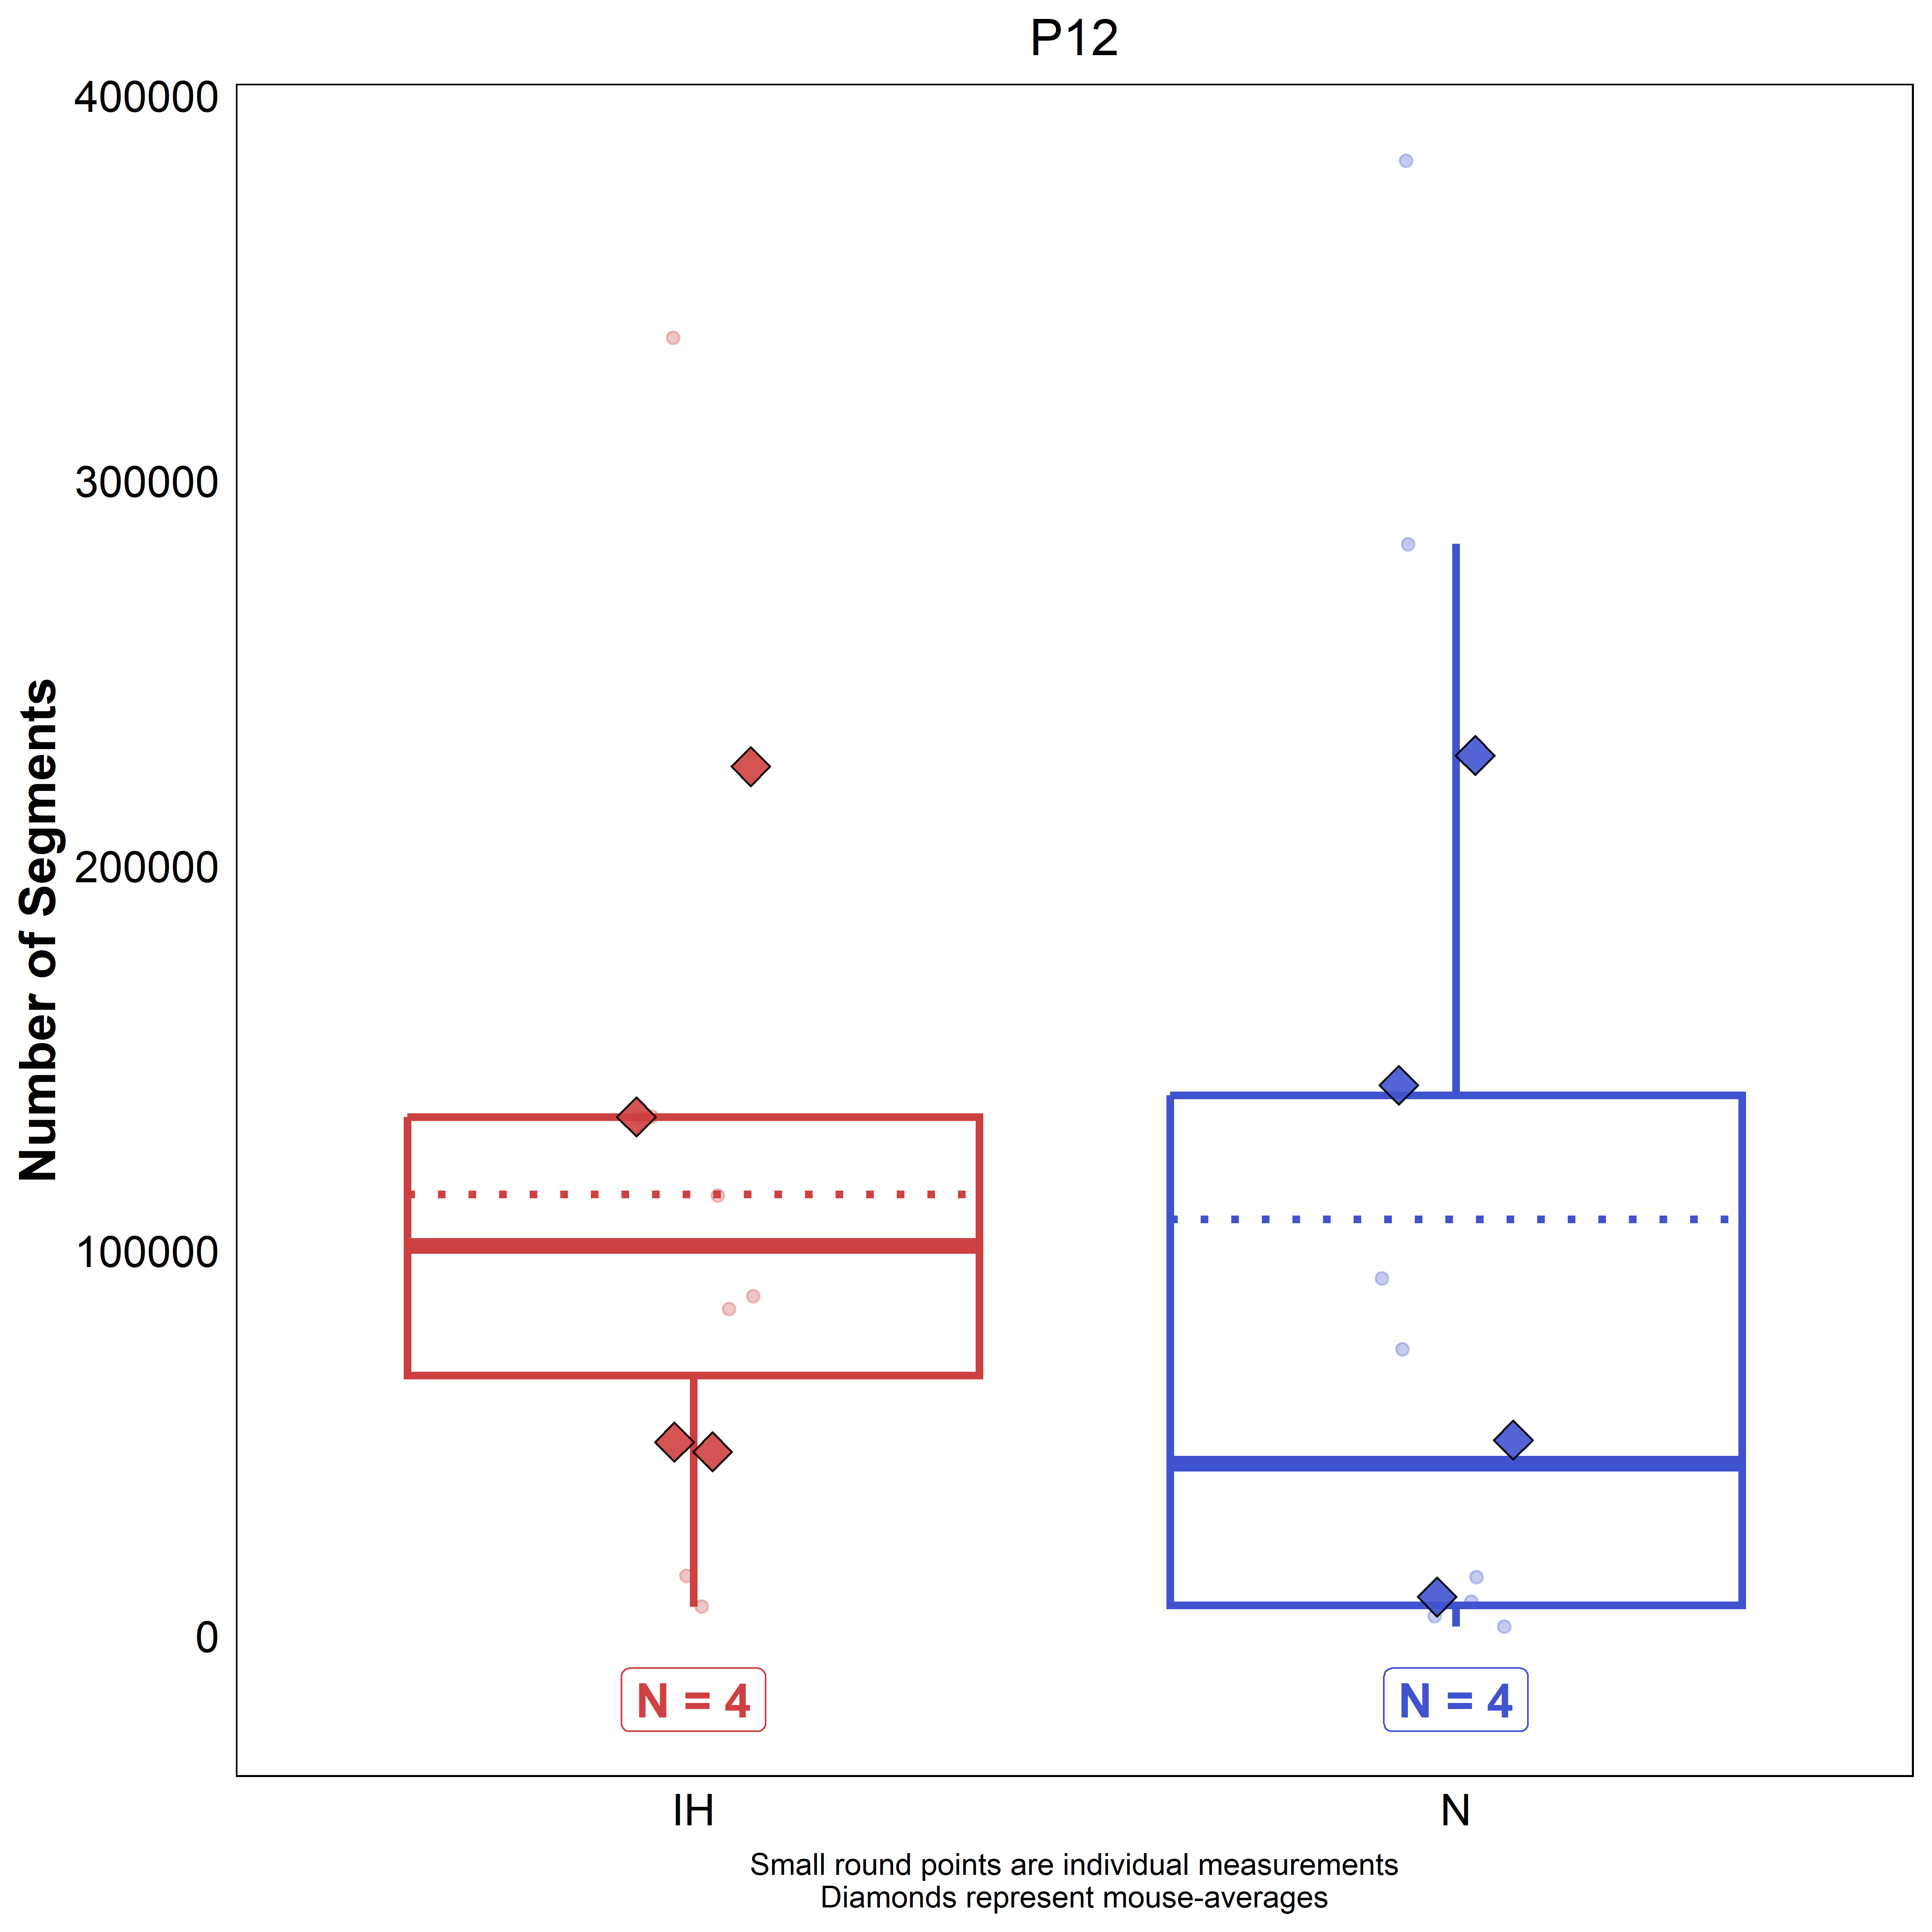 P12
400000
300000
200000
100000
0
Number of Segments
N = 4
N = 4
IH
N
Small round points are individual measurements
Diamonds represent mouse-averages